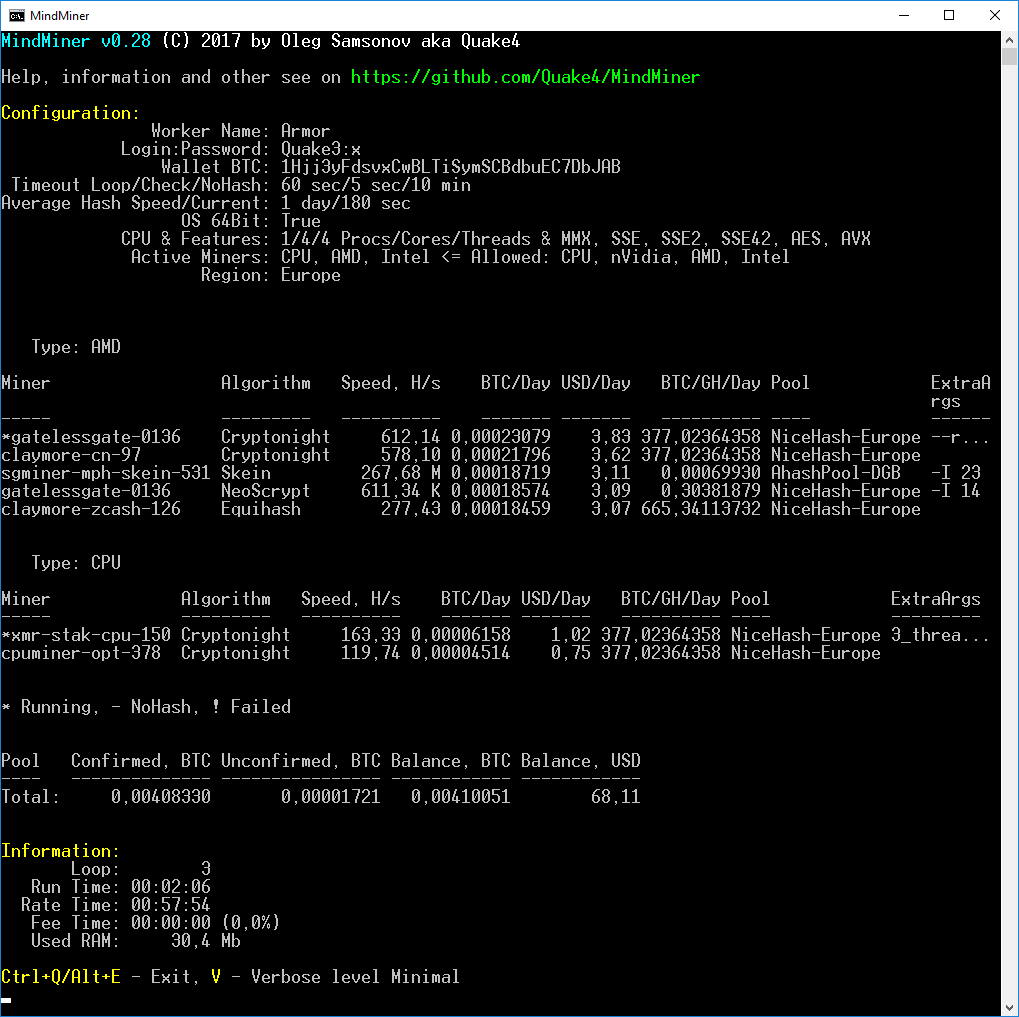 MindMiner
MindMiner v0.28 (C) 2017 by Oleg Samsonov aka Quake4
Help, information and other see on https://github.com/Quake4/MindMiner
Configuration:
Worker Name: Armor
Login:Password: Quake3:x
Wallet BTC: 1Hjj3yFdsvxCwBLTiSymSCBdbuEC7DbJAB
Timeout Loop/Check/NoHash: 60 sec/5 sec/10 min
Average Hash Speed/Current: 1 day/180 sec
OS 64Bit: True
CPU & Features: 1/4/4 Procs/Cores/Threads & MMX, SSE, SSE2, SSE42, AES, AVX
Active Miners: CPU, AMD, Intel <= Allowed: CPU, nVidia, AMD, Intel
Region: Europe
Type: AMD
Miner Algorithm Speed, H/s BTC/Day USD/Day BTC/GH/Day Pool ExtraA
rgs
----- --------- ---------- ------- ------- ---------- ---- ------
*gatelessgate-0136 Cryptonight 612,14 0,00023079 3,83 377,02364358 NiceHash-Europe --r...
claymore-cn-97 Cryptonight 578,10 0,00021796 3,62 377,02364358 NiceHash-Europe
sgminer-mph-skein-531 Skein 267,68 M 0,00018719 3,11 0,00069930 AhashPool-DGB -I 23
gatelessgate-0136 NeoScrypt 611,34 K 0,00018574 3,09 0,30381879 NiceHash-Europe -I 14
claymore-zcash-126 Equihash 277,43 0,00018459 3,07 665,34113732 NiceHash-Europe
Type: CPU
Miner Algorithm Speed, H/s BTC/Day USD/Day BTC/GH/Day Pool ExtraArgs
----- --------- ---------- ------- ------- ---------- ---- ---------
*xmr-stak-cpu-150 Cryptonight 163,33 0,00006158 1,02 377,02364358 NiceHash-Europe 3_threa...
cpuminer-opt-378 Cryptonight 119,74 0,00004514 0,75 377,02364358 NiceHash-Europe
* Running, - NoHash, ! Failed
Pool Confirmed, BTC Unconfirmed, BTC Balance, BTC Balance, USD
---- -------------- ---------------- ------------ ------------
Total: 0,00408330 0,00001721 0,00410051 68,11
Information:
Loop: 3
Run Time: 00:02:06
Rate Time: 00:57:54
Fee Time: 00:00:00 (0,0%)
Used RAM: 30,4 Mb
Ctrl+Q/Alt+E - Exit, V - Verbose level Minimal